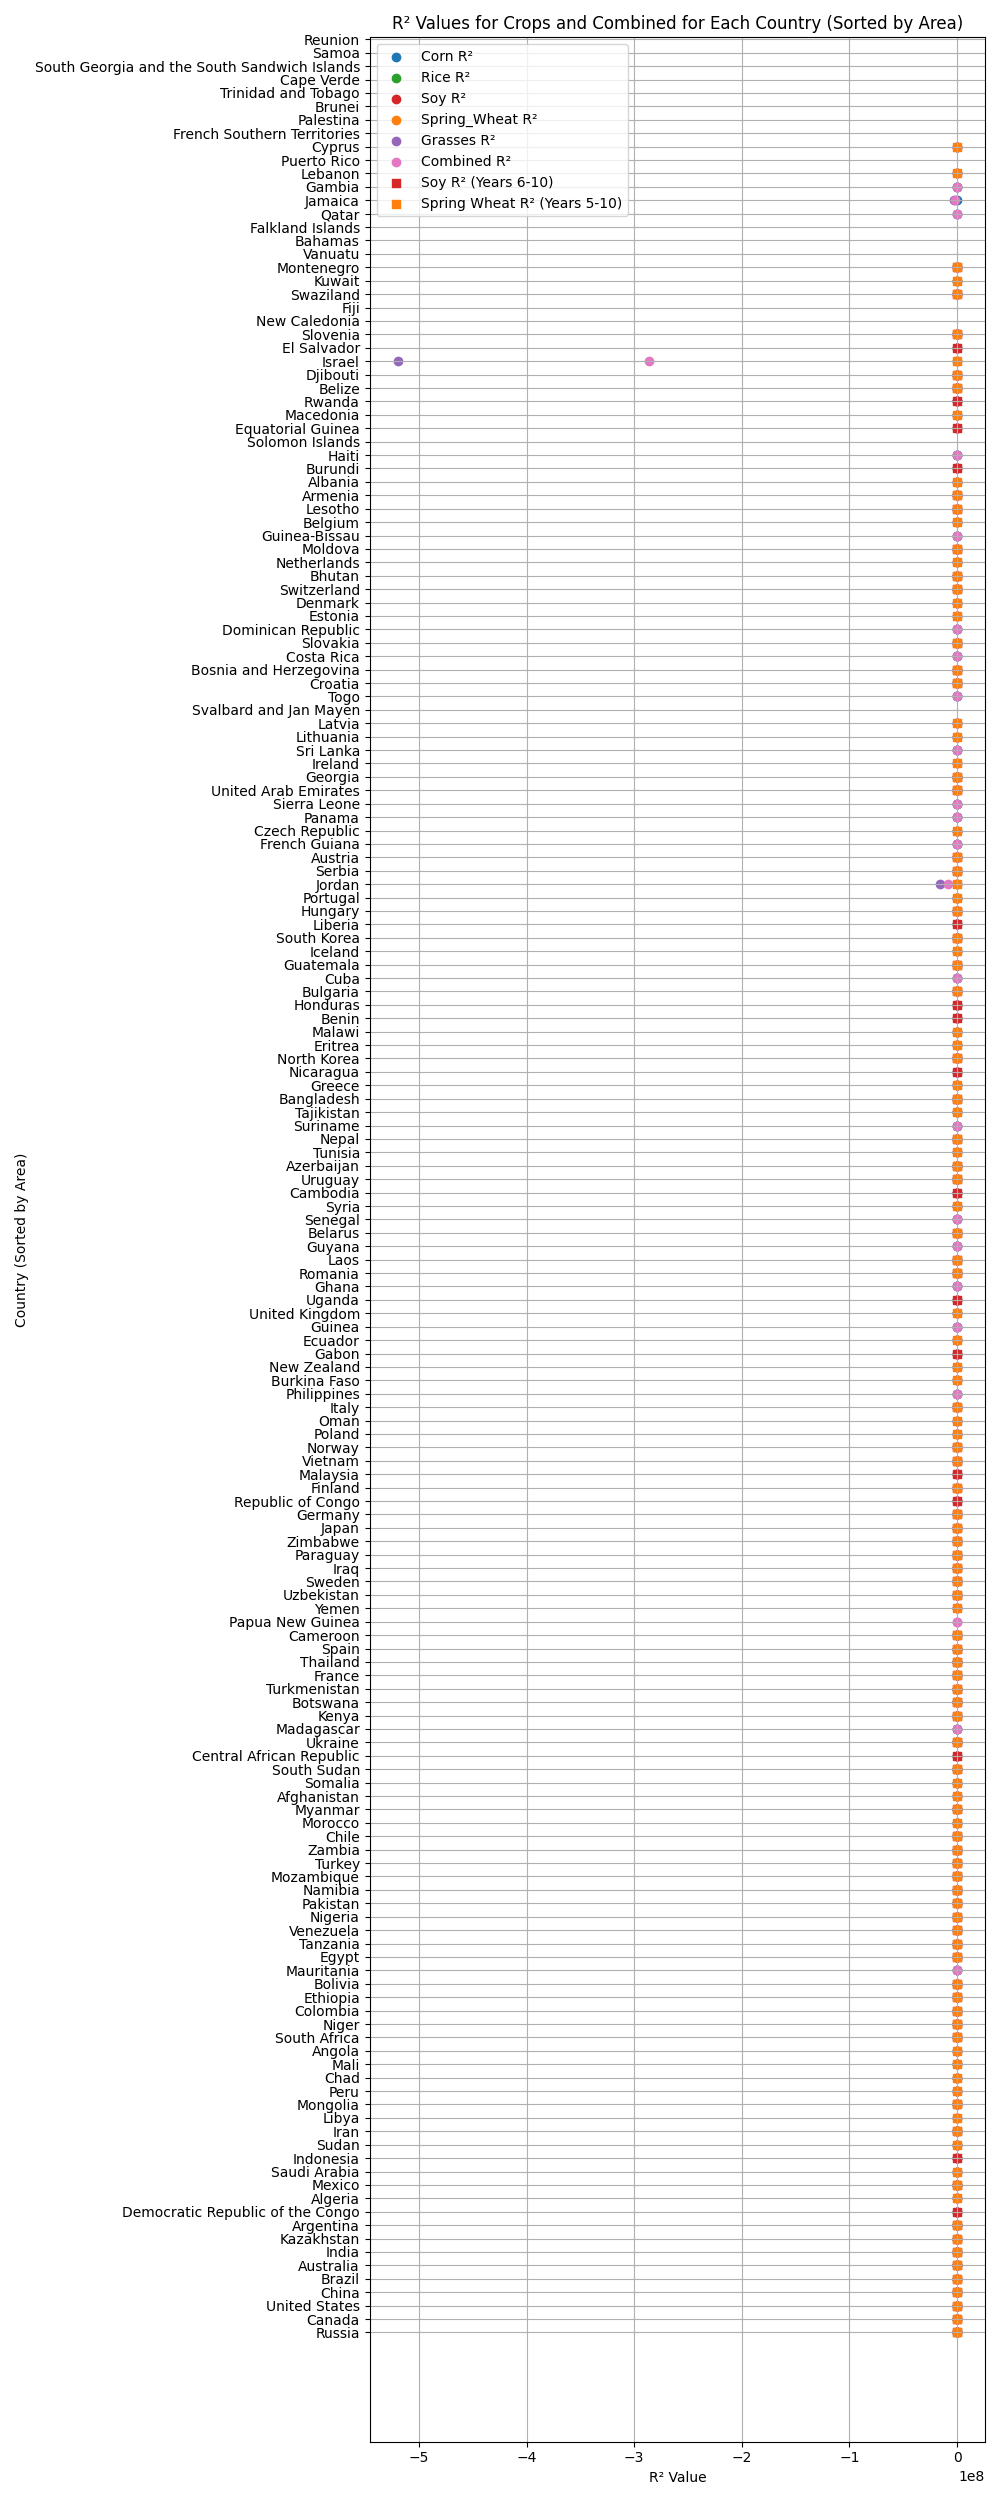 R² Values for Crops and Combined for Each Country (Sorted by Area)
Corn R²
Rice R²
Soy R²
Spring_Wheat R²
Grasses R²
Combined R²
Soy R² (Years 6-10)
Spring Wheat R² (Years 5-10)
Country (Sorted by Area)
Reunion
Samoa
South Georgia and the South Sandwich Islands
Cape Verde
Trinidad and Tobago
Brunei
Palestina
French Southern Territories
Cyprus
Puerto Rico
Lebanon
Gambia
Jamaica
Qatar
Falkland Islands
Bahamas
Vanuatu
Montenegro
Kuwait
Swaziland
Fiji
New Caledonia
Slovenia
El Salvador
Israel
Djibouti
Belize
Rwanda
Macedonia
Equatorial Guinea
Solomon Islands
Haiti
Burundi
Albania
Armenia
Lesotho
Belgium
Guinea-Bissau
Moldova
Netherlands
Bhutan
Switzerland
Denmark
Estonia
Dominican Republic
Slovakia
Costa Rica
Bosnia and Herzegovina
Croatia
Togo
Svalbard and Jan Mayen
Latvia
Lithuania
Sri Lanka
Ireland
Georgia
United Arab Emirates
Sierra Leone
Panama
Czech Republic
French Guiana
Austria
Serbia
Jordan
Portugal
Hungary
Liberia
South Korea
Iceland
Guatemala
Cuba
Bulgaria
Honduras
Benin
Malawi
Eritrea
North Korea
Nicaragua
Greece
Bangladesh
Tajikistan
Suriname
Nepal
Tunisia
Azerbaijan
Uruguay
Cambodia
Syria
Senegal
Belarus
Guyana
Laos
Romania
Ghana
Uganda
United Kingdom
Guinea
Ecuador
Gabon
New Zealand
Burkina Faso
Philippines
Italy
Oman
Poland
Norway
Vietnam
Malaysia
Finland
Republic of Congo
Germany
Japan
Zimbabwe
Paraguay
Iraq
Sweden
Uzbekistan
Yemen
Papua New Guinea
Cameroon
Spain
Thailand
France
Turkmenistan
Botswana
Kenya
Madagascar
Ukraine
Central African Republic
South Sudan
Somalia
Afghanistan
Myanmar
Morocco
Chile
Zambia
Turkey
Mozambique
Namibia
Pakistan
Nigeria
Venezuela
Tanzania
Egypt
Mauritania
Bolivia
Ethiopia
Colombia
Niger
South Africa
Angola
Mali
Chad
Peru
Mongolia
Libya
Iran
Sudan
Indonesia
Saudi Arabia
Mexico
Algeria
Democratic Republic of the Congo
Argentina
Kazakhstan
India
Australia
Brazil
China
United States
Canada
Russia
−5 −4 −3 −2 −1 0
1e8
R² Value